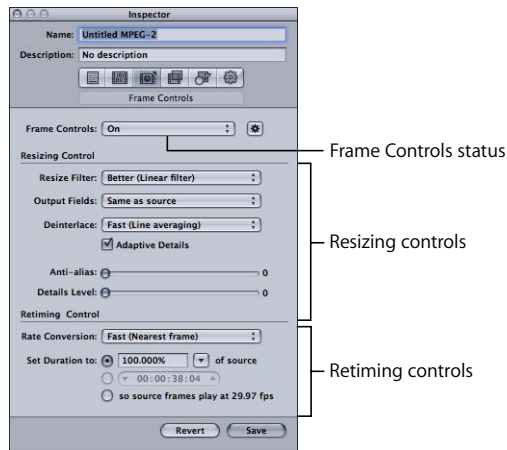 Inspector
Name: Untitled MPEG-2
Description: No description
Frame Controls
Frame Controls: On
Frame Controls status
Resizing Control
Resize Filter: Better (Linear filter)
Output Fields: Same as source
Deinterlace: Fast (Line averaging)
Adaptive Details
Resizing controls
Anti-alias: 0
Details Level: 0
Retiming Control
Rate Conversion: Fast (Nearest frame)
Set Duration to: 100.000% of source
Retiming controls
00:00:38:04
so source frames play at 29.97 fps
Revert Save